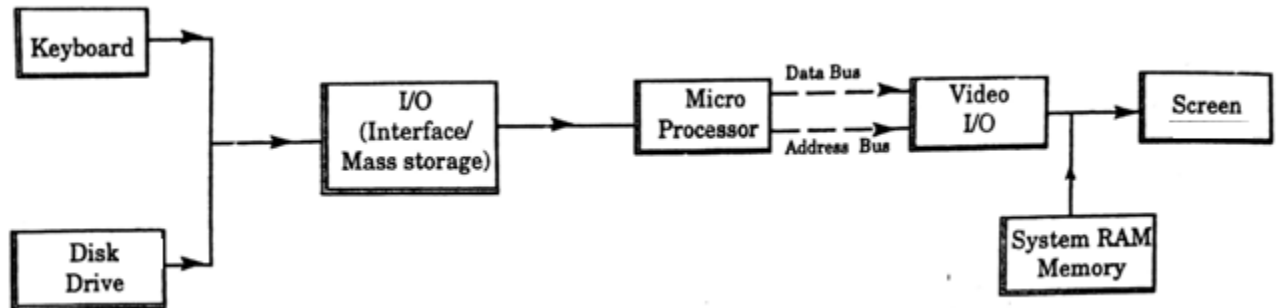 Keyboard
Disk
Drive
I/O
(Interface/
Mass storage)
Micro
Processor
Data Bus
Address Bus
Video
I/O
Screen
System RAM
Memory